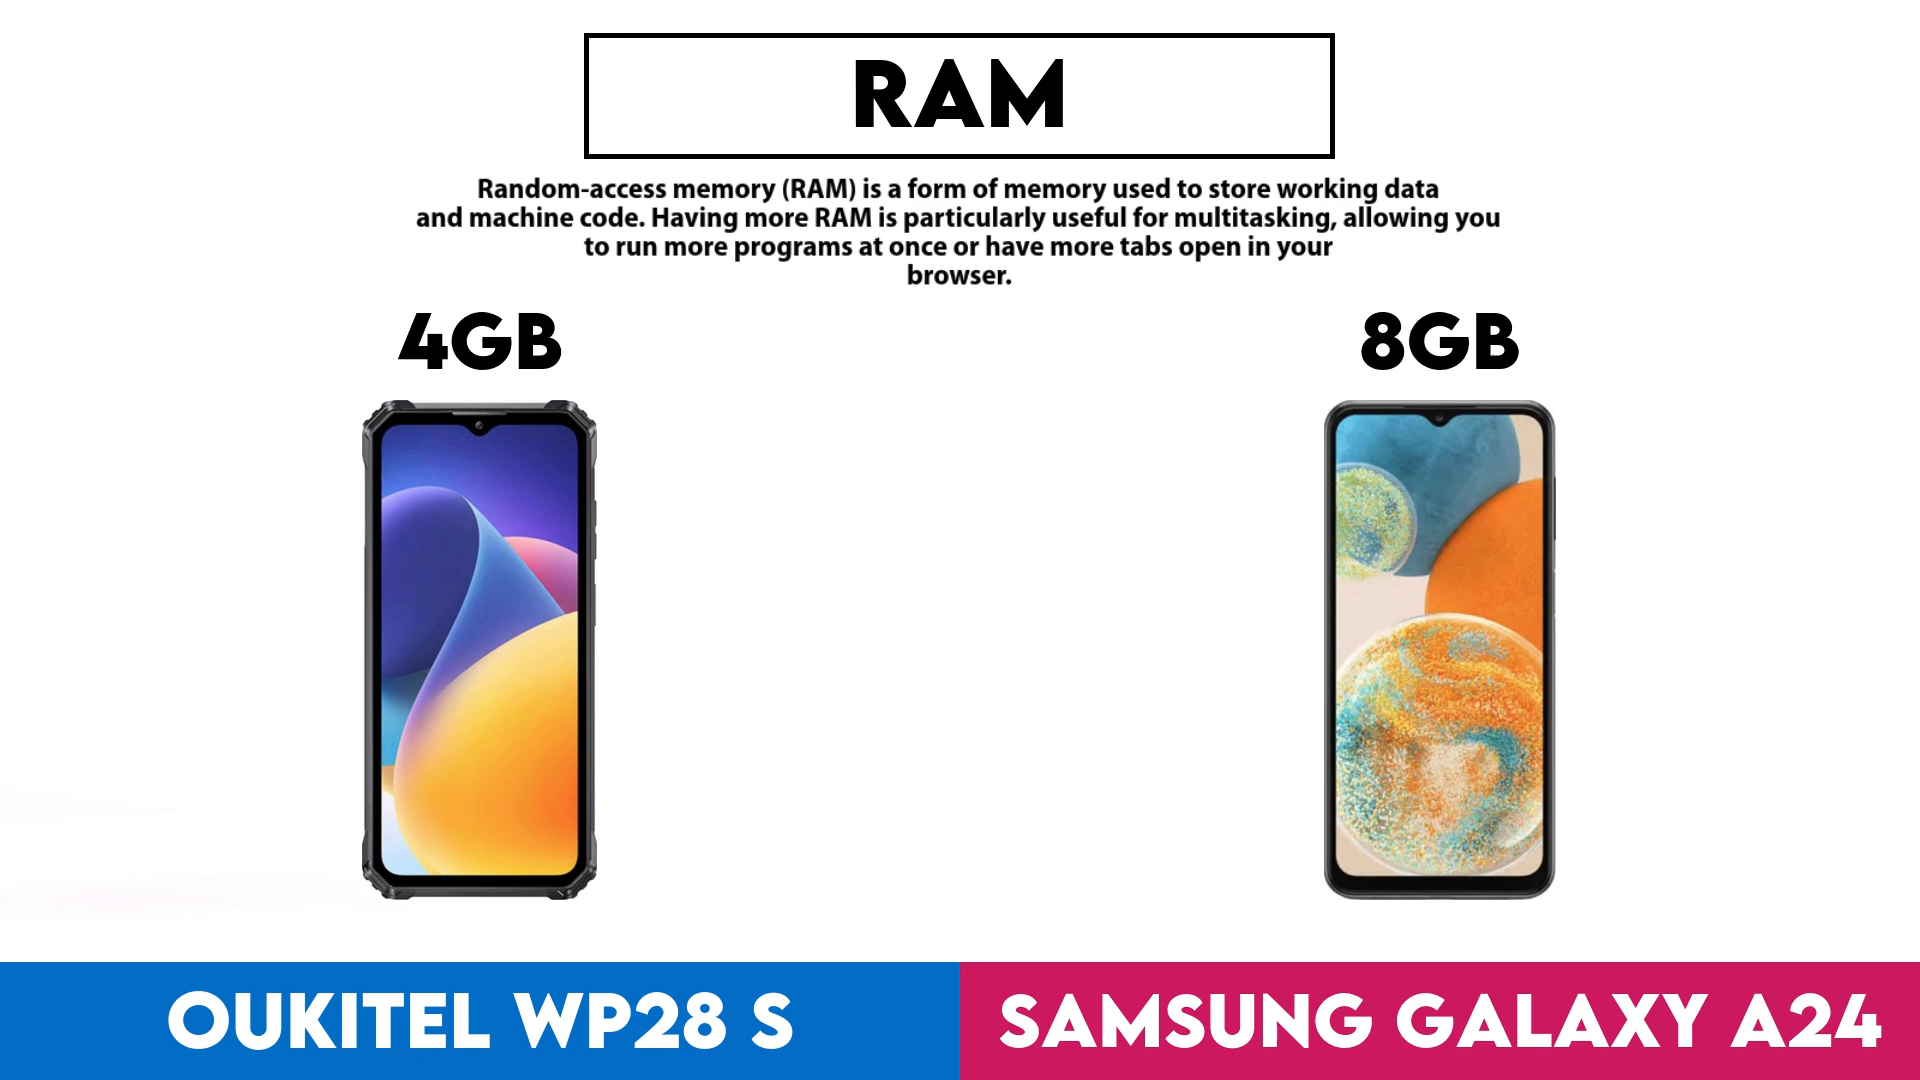 RAM
Random-access memory (RAM) is a form of memory used to store working data
and machine code. Having more RAM is particularly useful for multitasking, allowing you
to run more programs at once or have more tabs open in your
browser.
4GB
8GB
OUKITEL WP28 S
SAMSUNG GALAXY A24